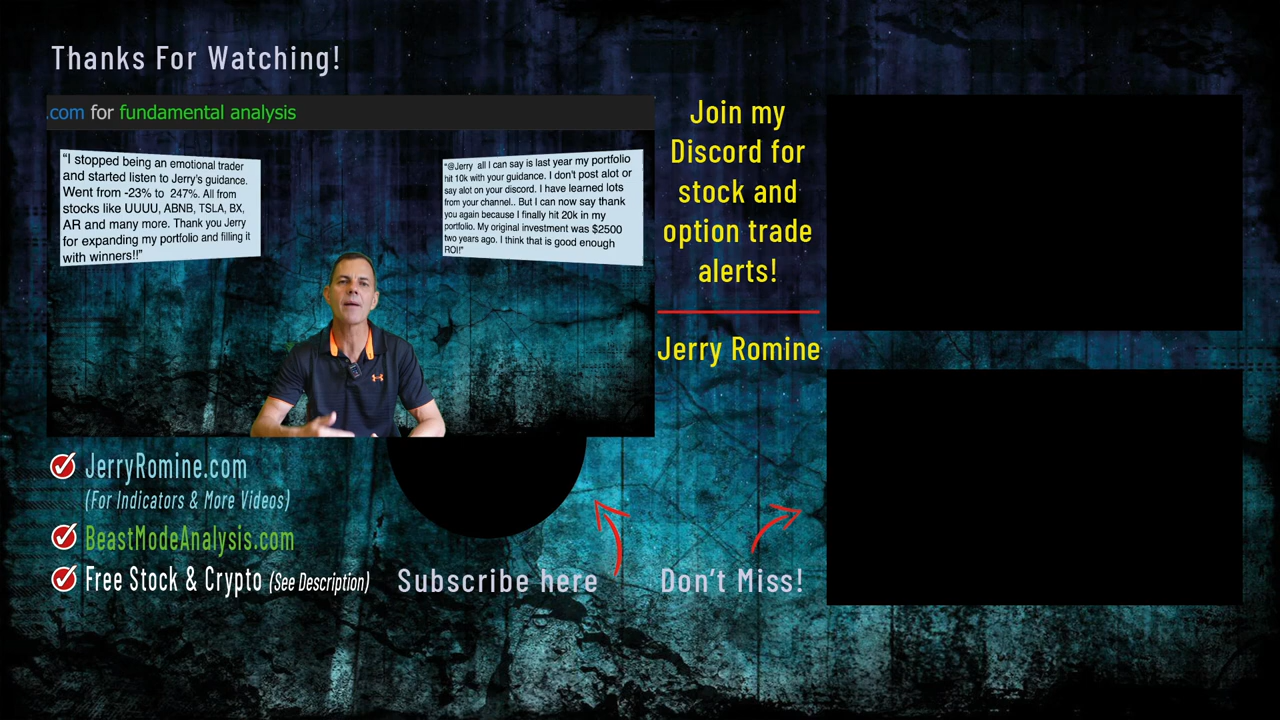 Thanks For Watching!
.com for fundamental analysis
“I stopped being an emotional trader
and started listen to Jerry's guidance.
Went from -23% to 247%. All from
stocks like UUUU, ABNB, TSLA, BX,
AR and many more. Thank you Jerry
for expanding my portfolio and filling it
with winners!!”
“@Jerry all I can say is last year my portfolio
hit 10k with your guidance. I don't post alot or
say alot on your discord. I have learned lots
from your channel.. But I can now say thank
you again because I finally hit 20k in my
portfolio. My original investment was $2500
two years ago. I think that is good enough
ROI!”
Join my
Discord for
stock and
option trade
alerts!
Jerry Romine
JerryRomine.com
(For Indicators & More Videos)
BeastModeAnalysis.com
Free Stock & Crypto (See Description)
Subscribe here
Don’t Miss!